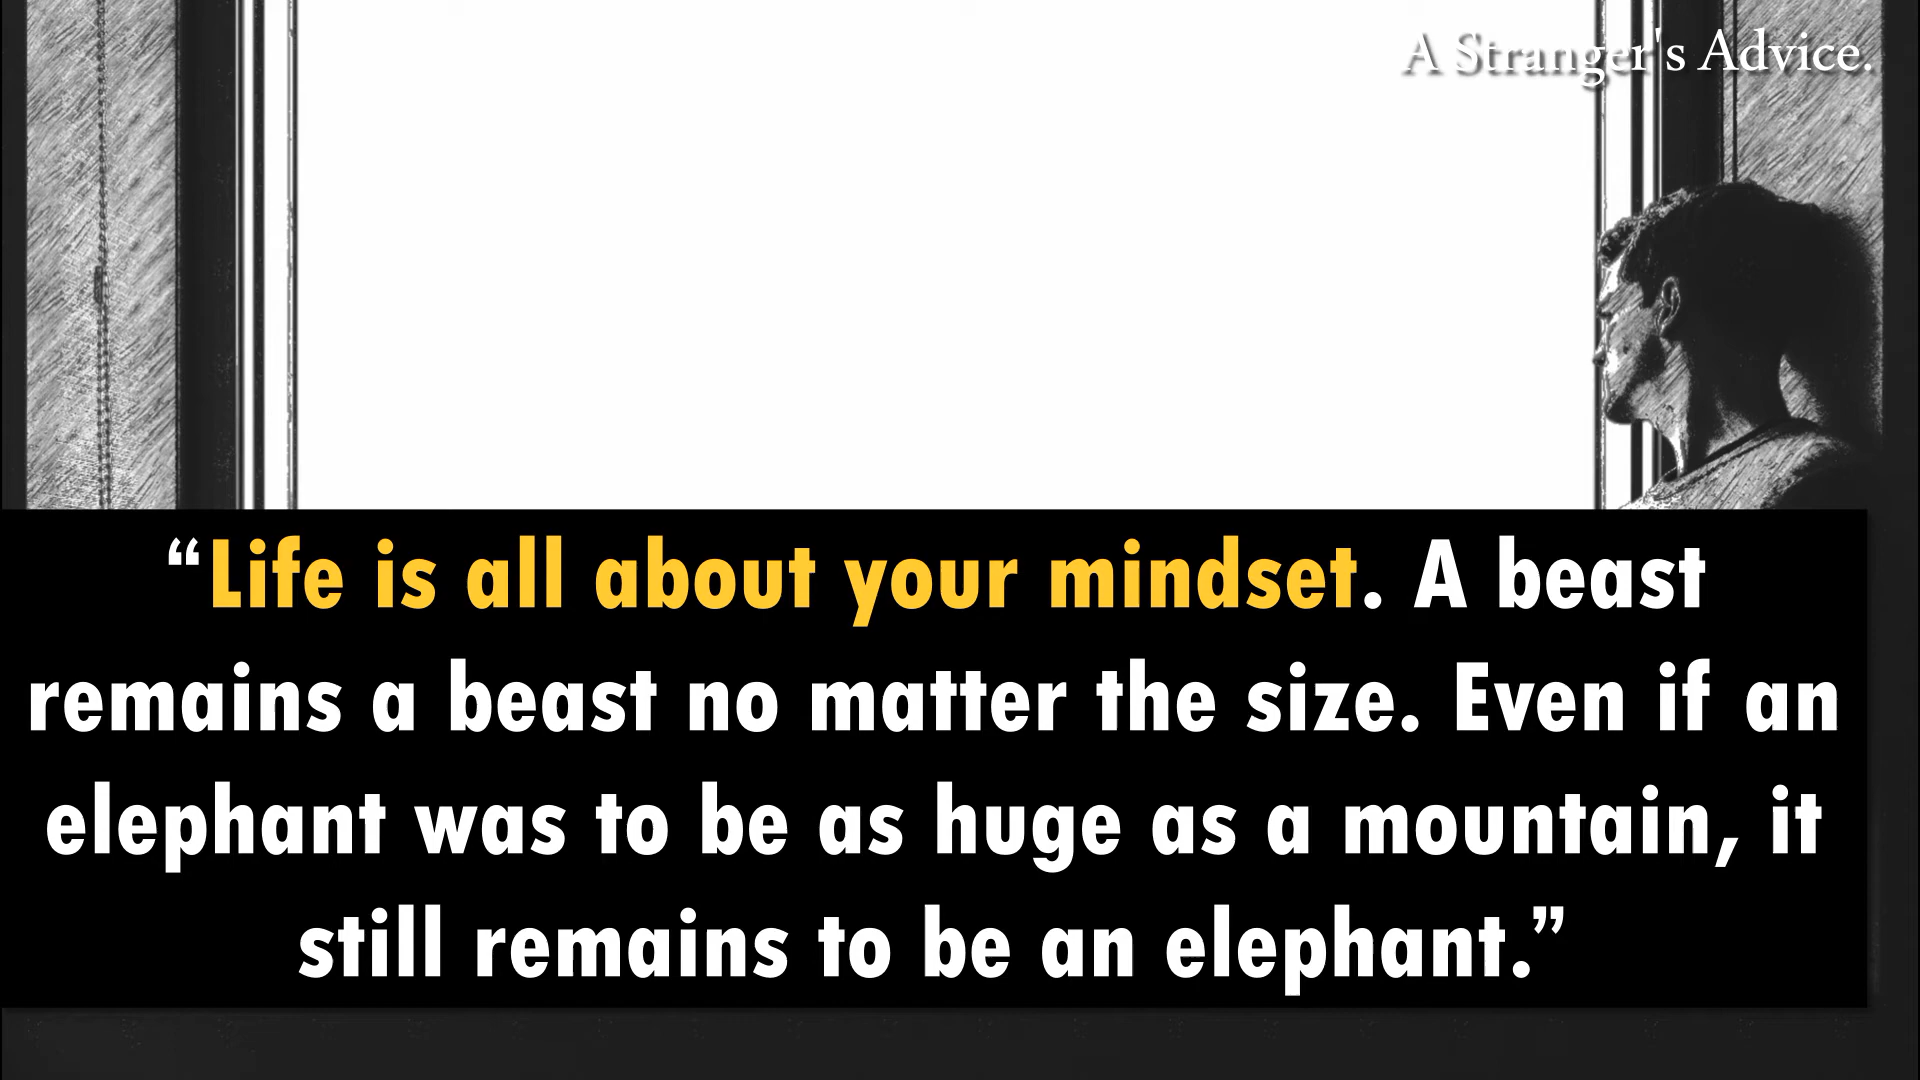 A Stranger's Advice.
“Life is all about your mindset. A beast
remains a beast no matter the size. Even if an
elephant was to be as huge as a mountain, it
still remains to be an elephant.”